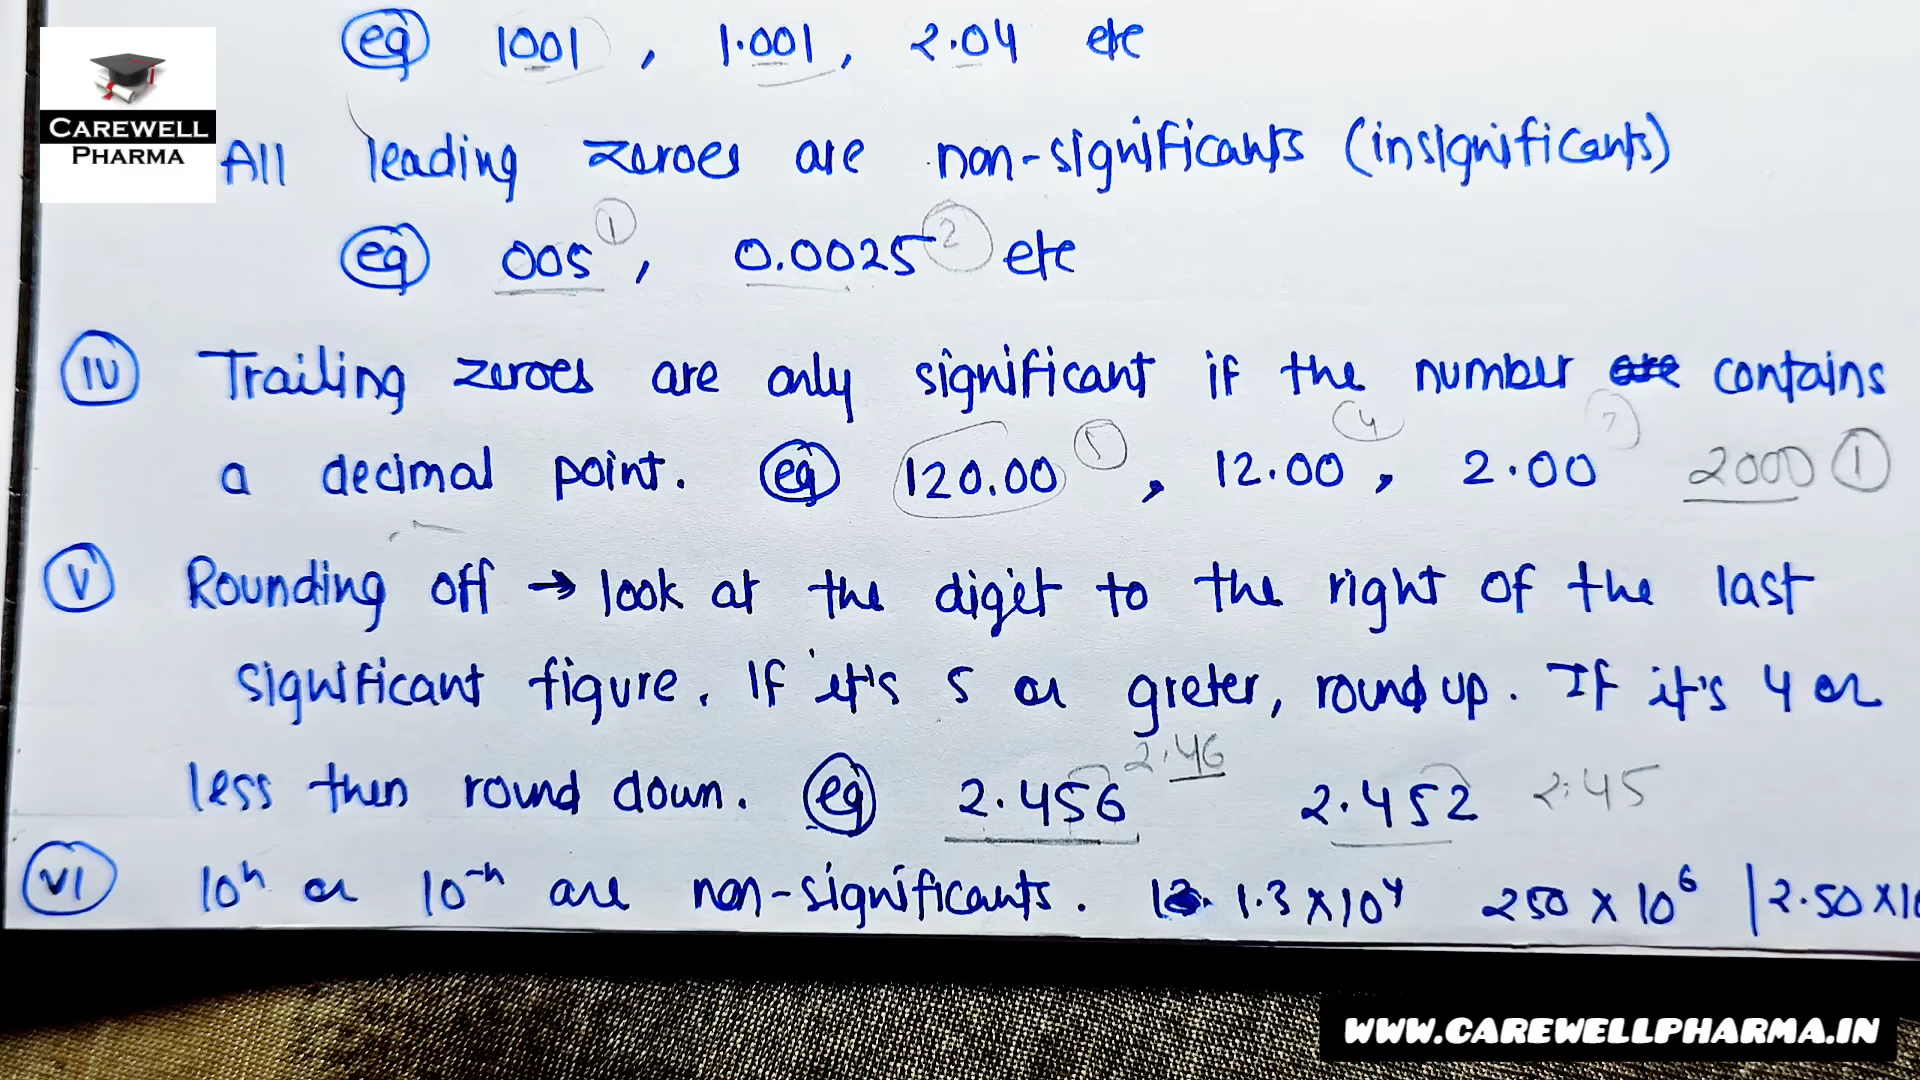 eg 1001 , 1.001 , 2.04 etc
CAREWELL
PHARMA
All leading zeroes are non-significants (insignificants)
eg 005 1 , 0.0025 2 etc
IV Trailing zeroes are only significant if the number contains
a decimal point. eg 120.00 5 , 12.00 4 , 2.00 2000 1
V Rounding off → look at the digit to the right of the last
significant figure. If it's 5 or greter, round up. If it's 4 or
less then round down. eg 2.456 2.46 2.452 2.45
VI 10ⁿ or 10⁻ⁿ are non-significants. 1.3 × 10⁴ 250 × 10⁶ | 2.50 × 10
WWW.CAREWELLPHARMA.IN